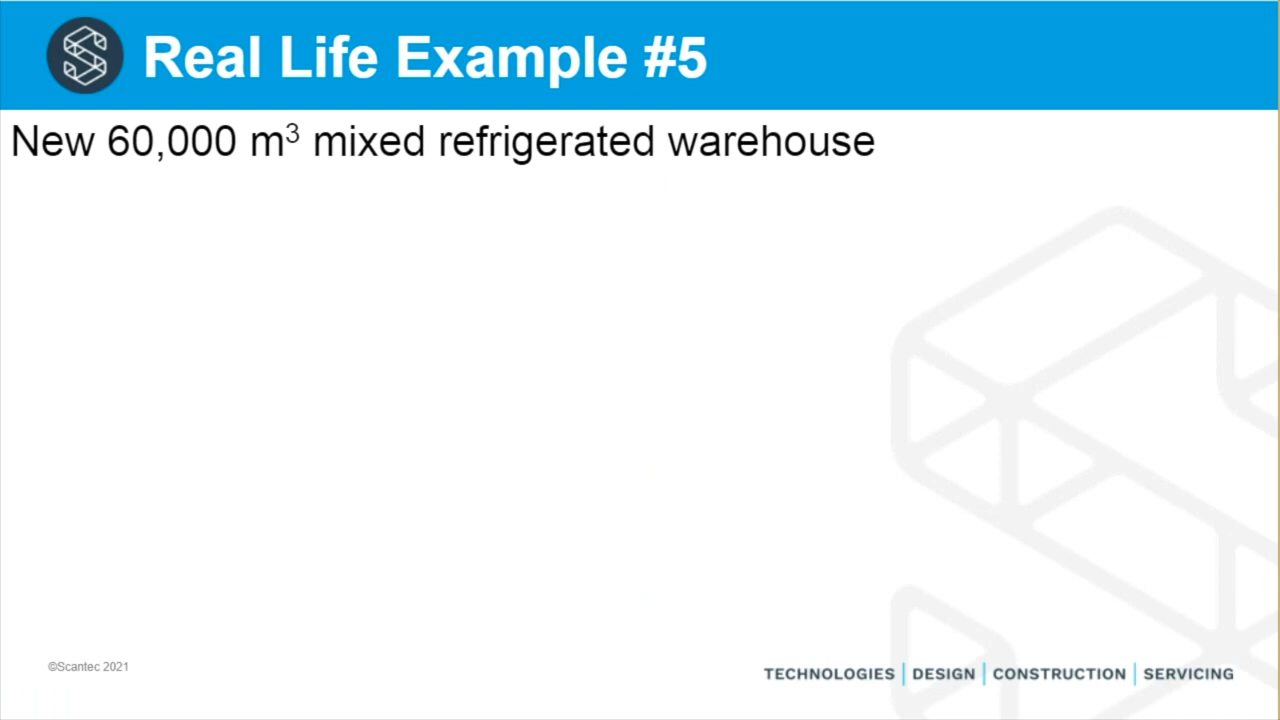 Real Life Example #5
New 60,000 m³ mixed refrigerated warehouse
©Scantec 2021
TECHNOLOGIES | DESIGN | CONSTRUCTION | SERVICING